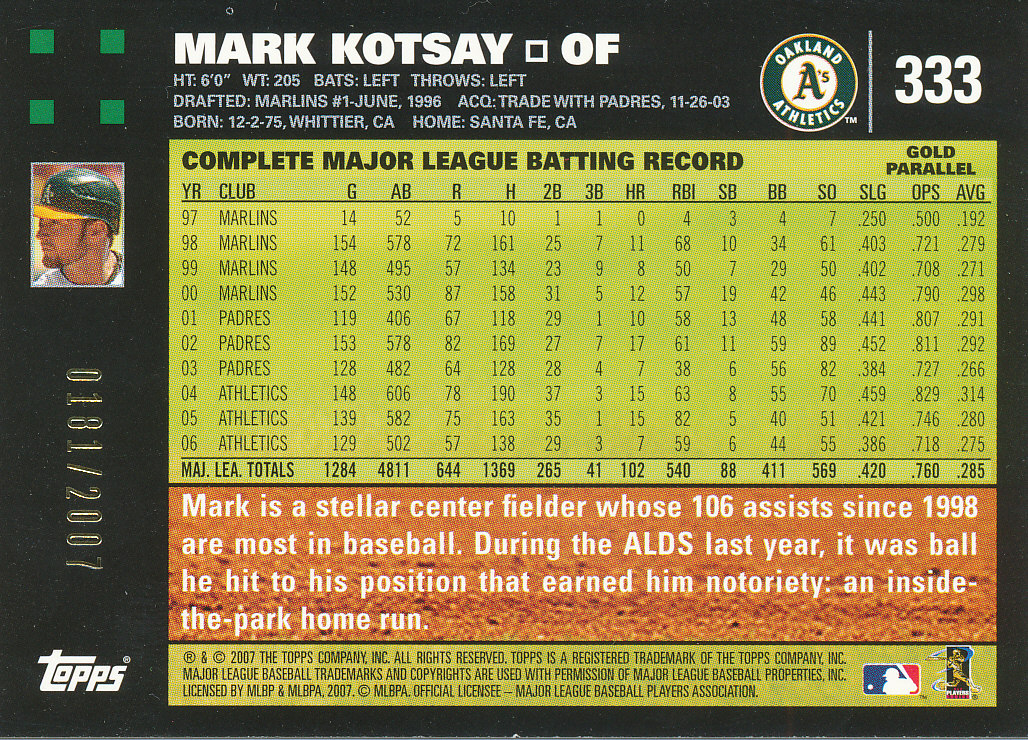 MARK KOTSAY □ OF
HT: 6'0" WT: 205 BATS: LEFT THROWS: LEFT
DRAFTED: MARLINS #1-JUNE, 1996 ACQ: TRADE WITH PADRES, 11-26-03
BORN: 12-2-75, WHITTIER, CA HOME: SANTA FE, CA
OAKLAND
A's
ATHLETICS
TM
333
COMPLETE MAJOR LEAGUE BATTING RECORD
GOLD
PARALLEL
YR CLUB G AB R H 2B 3B HR RBI SB BB SO SLG OPS AVG
97 MARLINS 14 52 5 10 1 1 0 4 3 4 7 .250 .500 .192
98 MARLINS 154 578 72 161 25 7 11 68 10 34 61 .403 .721 .279
99 MARLINS 148 495 57 134 23 9 8 50 7 29 50 .402 .708 .271
00 MARLINS 152 530 87 158 31 5 12 57 19 42 46 .443 .790 .298
01 PADRES 119 406 67 118 29 1 10 58 13 48 58 .441 .807 .291
02 PADRES 153 578 82 169 27 7 17 61 11 59 89 .452 .811 .292
03 PADRES 128 482 64 128 28 4 7 38 6 56 82 .384 .727 .266
04 ATHLETICS 148 606 78 190 37 3 15 63 8 55 70 .459 .829 .314
05 ATHLETICS 139 582 75 163 35 1 15 82 5 40 51 .421 .746 .280
06 ATHLETICS 129 502 57 138 29 3 7 59 6 44 55 .386 .718 .275
MAJ. LEA. TOTALS 1284 4811 644 1369 265 41 102 540 88 411 569 .420 .760 .285
0181/2007
Mark is a stellar center fielder whose 106 assists since 1998
are most in baseball. During the ALDS last year, it was ball
he hit to his position that earned him notoriety: an inside-
the-park home run.
topps®
® & © 2007 THE TOPPS COMPANY, INC. ALL RIGHTS RESERVED. TOPPS IS A REGISTERED TRADEMARK OF THE TOPPS COMPANY, INC.
MAJOR LEAGUE BASEBALL TRADEMARKS AND COPYRIGHTS ARE USED WITH PERMISSION OF MAJOR LEAGUE BASEBALL PROPERTIES, INC.
LICENSED BY MLBP & MLBPA, 2007. © MLBPA. OFFICIAL LICENSEE – MAJOR LEAGUE BASEBALL PLAYERS ASSOCIATION.
PLAYERS